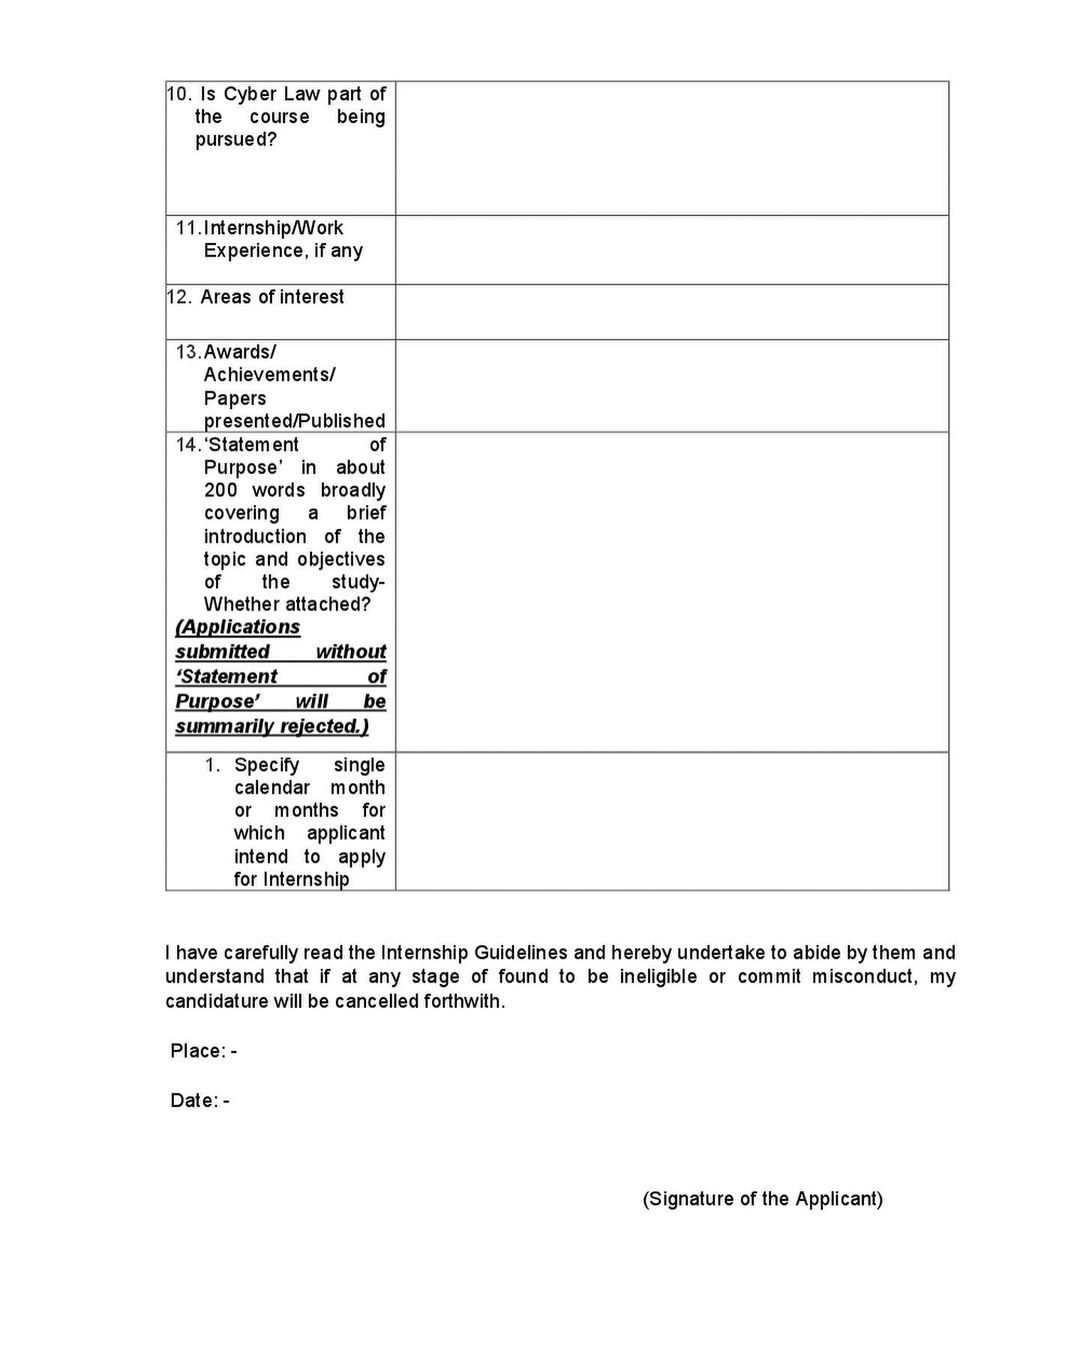 10. Is Cyber Law part of
the course being
pursued?
11.Internship/Work
Experience, if any
12. Areas of interest
13.Awards/
Achievements/
Papers
presented/Published
14.‘Statement of
Purpose’ in about
200 words broadly
covering a brief
introduction of the
topic and objectives
of the study-
Whether attached?
(Applications
submitted without
‘Statement of
Purpose’ will be
summarily rejected.)
1. Specify single
calendar month
or months for
which applicant
intend to apply
for Internship
I have carefully read the Internship Guidelines and hereby undertake to abide by them and
understand that if at any stage of found to be ineligible or commit misconduct, my
candidature will be cancelled forthwith.
Place: -
Date: -
(Signature of the Applicant)